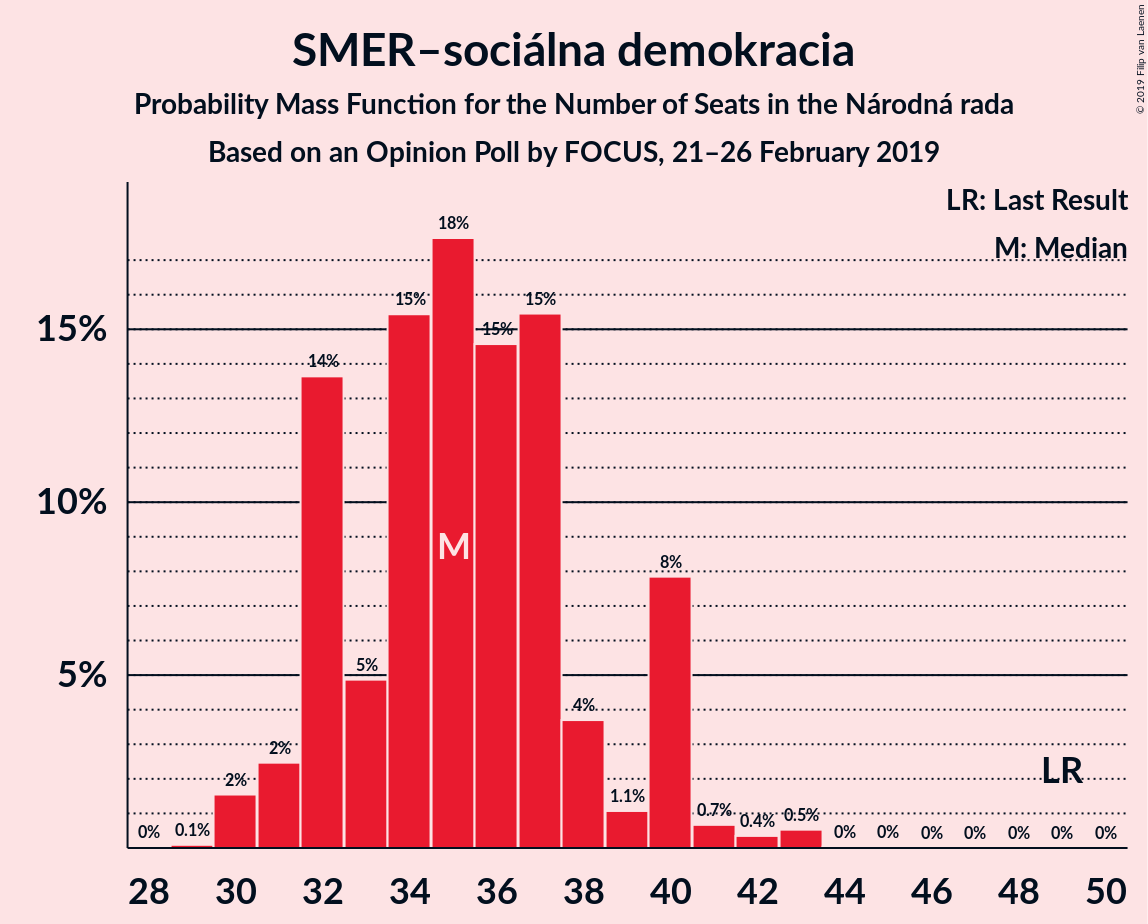 SMER–sociálna demokracia
Probability Mass Function for the Number of Seats in the Národná rada
Based on an Opinion Poll by FOCUS, 21–26 February 2019
© 2019 Filip van Laenen
LR: Last Result
M: Median
15%
10%
5%
0%
0.1%
2%
2%
14%
5%
15%
18%
15%
15%
4%
1.1%
8%
0.7%
0.4%
0.5%
0%
0%
0%
0%
0%
0%
0%
M
LR
28 30 32 34 36 38 40 42 44 46 48 50